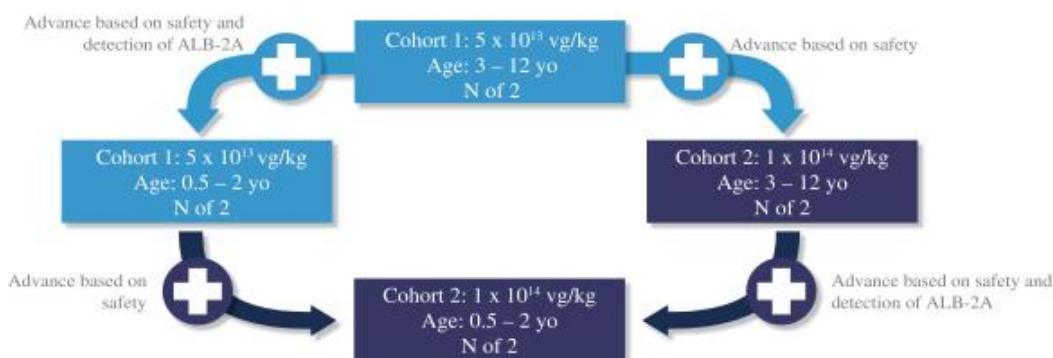 Advance based on safety and
detection of ALB-2A
Cohort 1: 5 x 10¹³ vg/kg
Age: 3 – 12 yo
N of 2
Advance based on safety
Cohort 1: 5 x 10¹³ vg/kg
Age: 0.5 – 2 yo
N of 2
Cohort 2: 1 x 10¹⁴ vg/kg
Age: 3 – 12 yo
N of 2
Advance based on
safety
Cohort 2: 1 x 10¹⁴ vg/kg
Age: 0.5 – 2 yo
N of 2
Advance based on safety and
detection of ALB-2A